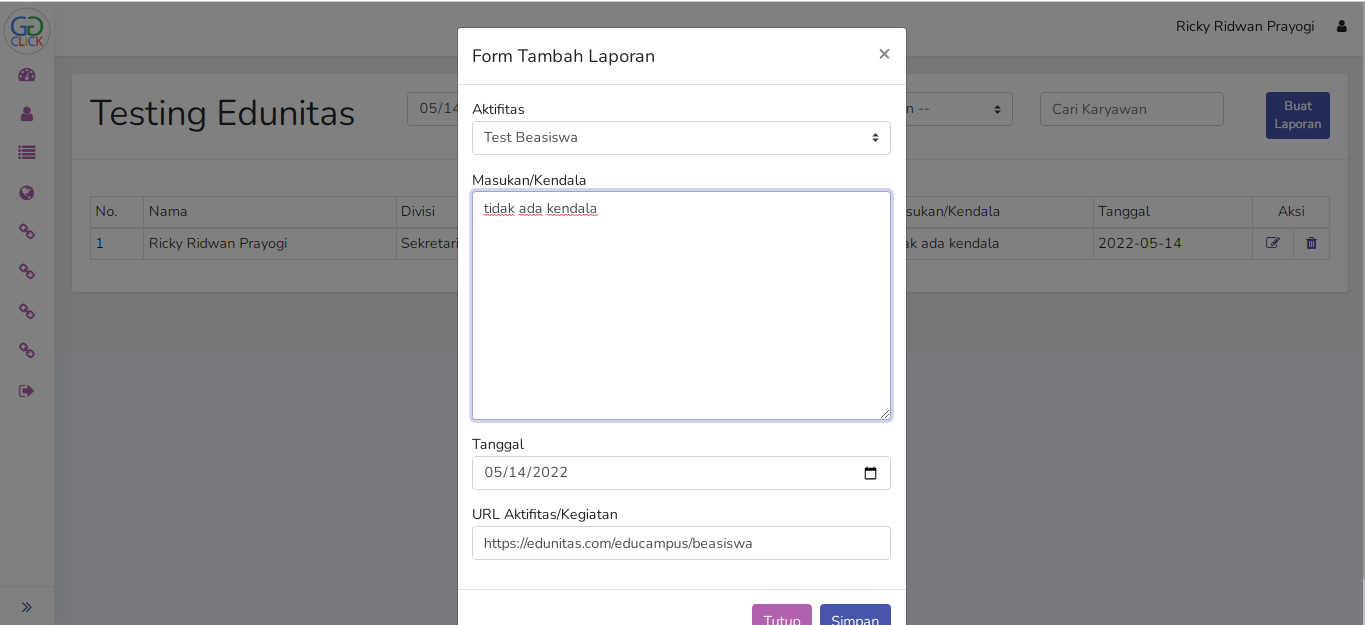 GG
CLICK
Ricky Ridwan Prayogi
Form Tambah Laporan
×
Testing Edunitas
05/14
n --
Cari Karyawan
Buat
Laporan
Aktifitas
Test Beasiswa
Masukan/Kendala
tidak ada kendala
No. Nama Divisi sukan/Kendala Tanggal Aksi
1 Ricky Ridwan Prayogi Sekretari ak ada kendala 2022-05-14
Tanggal
05/14/2022
URL Aktifitas/Kegiatan
https://edunitas.com/educampus/beasiswa
Tutup Simpan